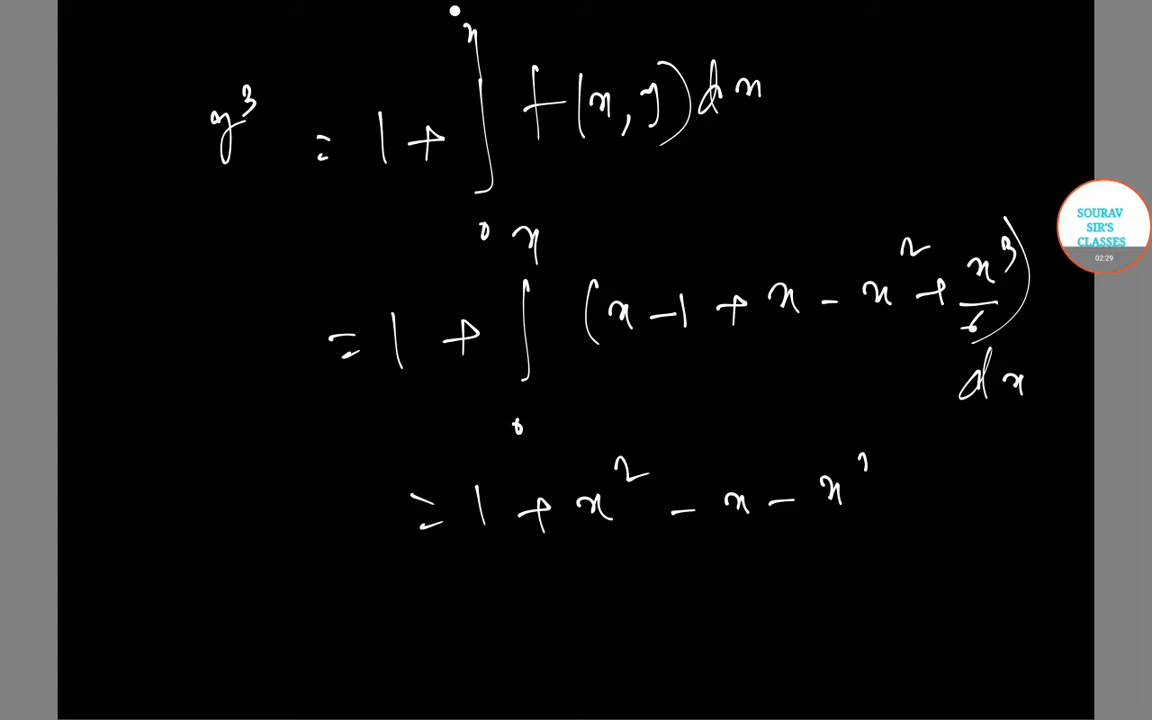 y³ = 1 + ∫₀ˣ f(x, y) dx
= 1 + ∫₀ˣ (x - 1 + x - x² + x³/6) dx
= 1 + x² - x - x
SOURAV
SIR'S
CLASSES
02:29